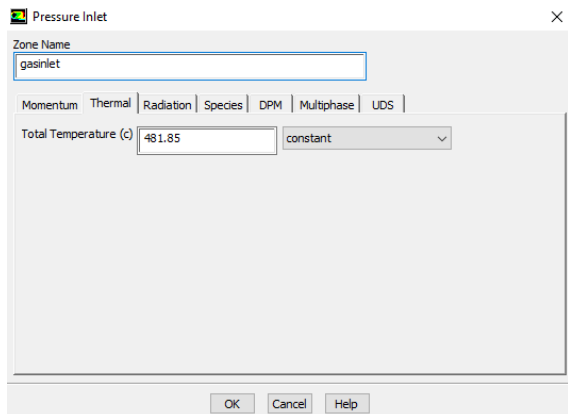 Pressure Inlet
Zone Name
gasinlet
Momentum Thermal Radiation Species DPM Multiphase UDS
Total Temperature (c) 481.85 constant
OK Cancel Help